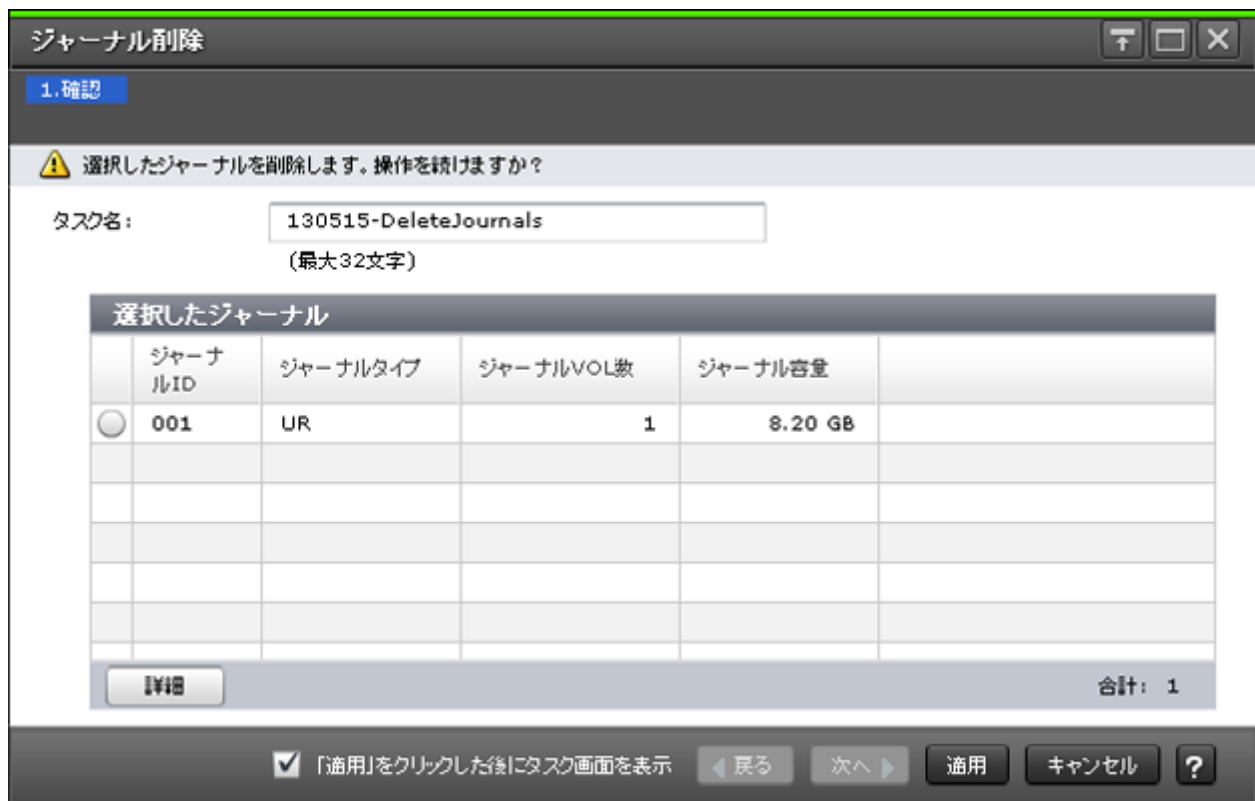 ジャーナル削除
1.確認
選択したジャーナルを削除します。操作を続けますか?
タスク名:
130515-DeleteJournals
(最大32文字)
選択したジャーナル
ジャーナルID
ジャーナルタイプ
ジャーナルVOL数
ジャーナル容量
001 UR 1 8.20 GB
詳細
合計: 1
「適用」をクリックした後にタスク画面を表示
戻る
次へ
適用
キャンセル
?